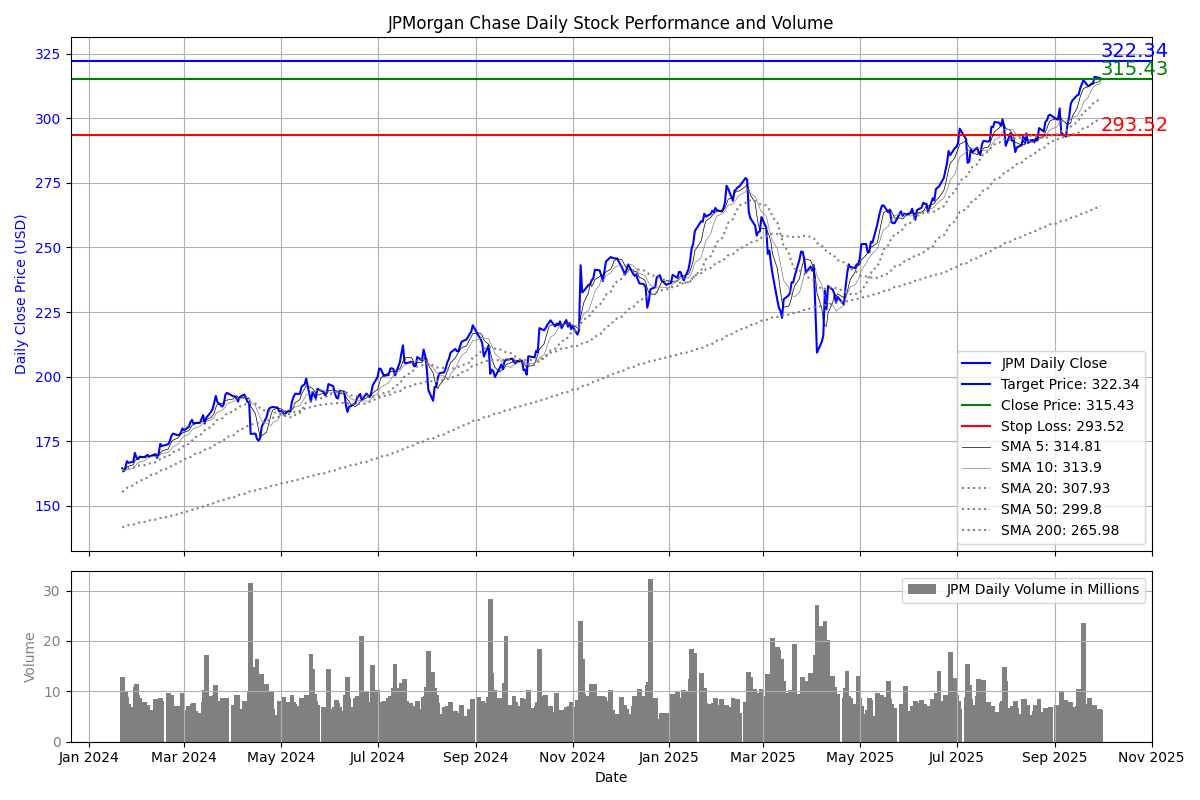 JPMorgan Chase Daily Stock Performance and Volume
Daily Close Price (USD)
325
300
275
250
225
200
175
150
322.34
315.43
293.52
JPM Daily Close
Target Price: 322.34
Close Price: 315.43
Stop Loss: 293.52
SMA 5: 314.81
SMA 10: 313.9
SMA 20: 307.93
SMA 50: 299.8
SMA 200: 265.98
Volume
30
20
10
0
JPM Daily Volume in Millions
Jan 2024 Mar 2024 May 2024 Jul 2024 Sep 2024 Nov 2024 Jan 2025 Mar 2025 May 2025 Jul 2025 Sep 2025 Nov 2025
Date